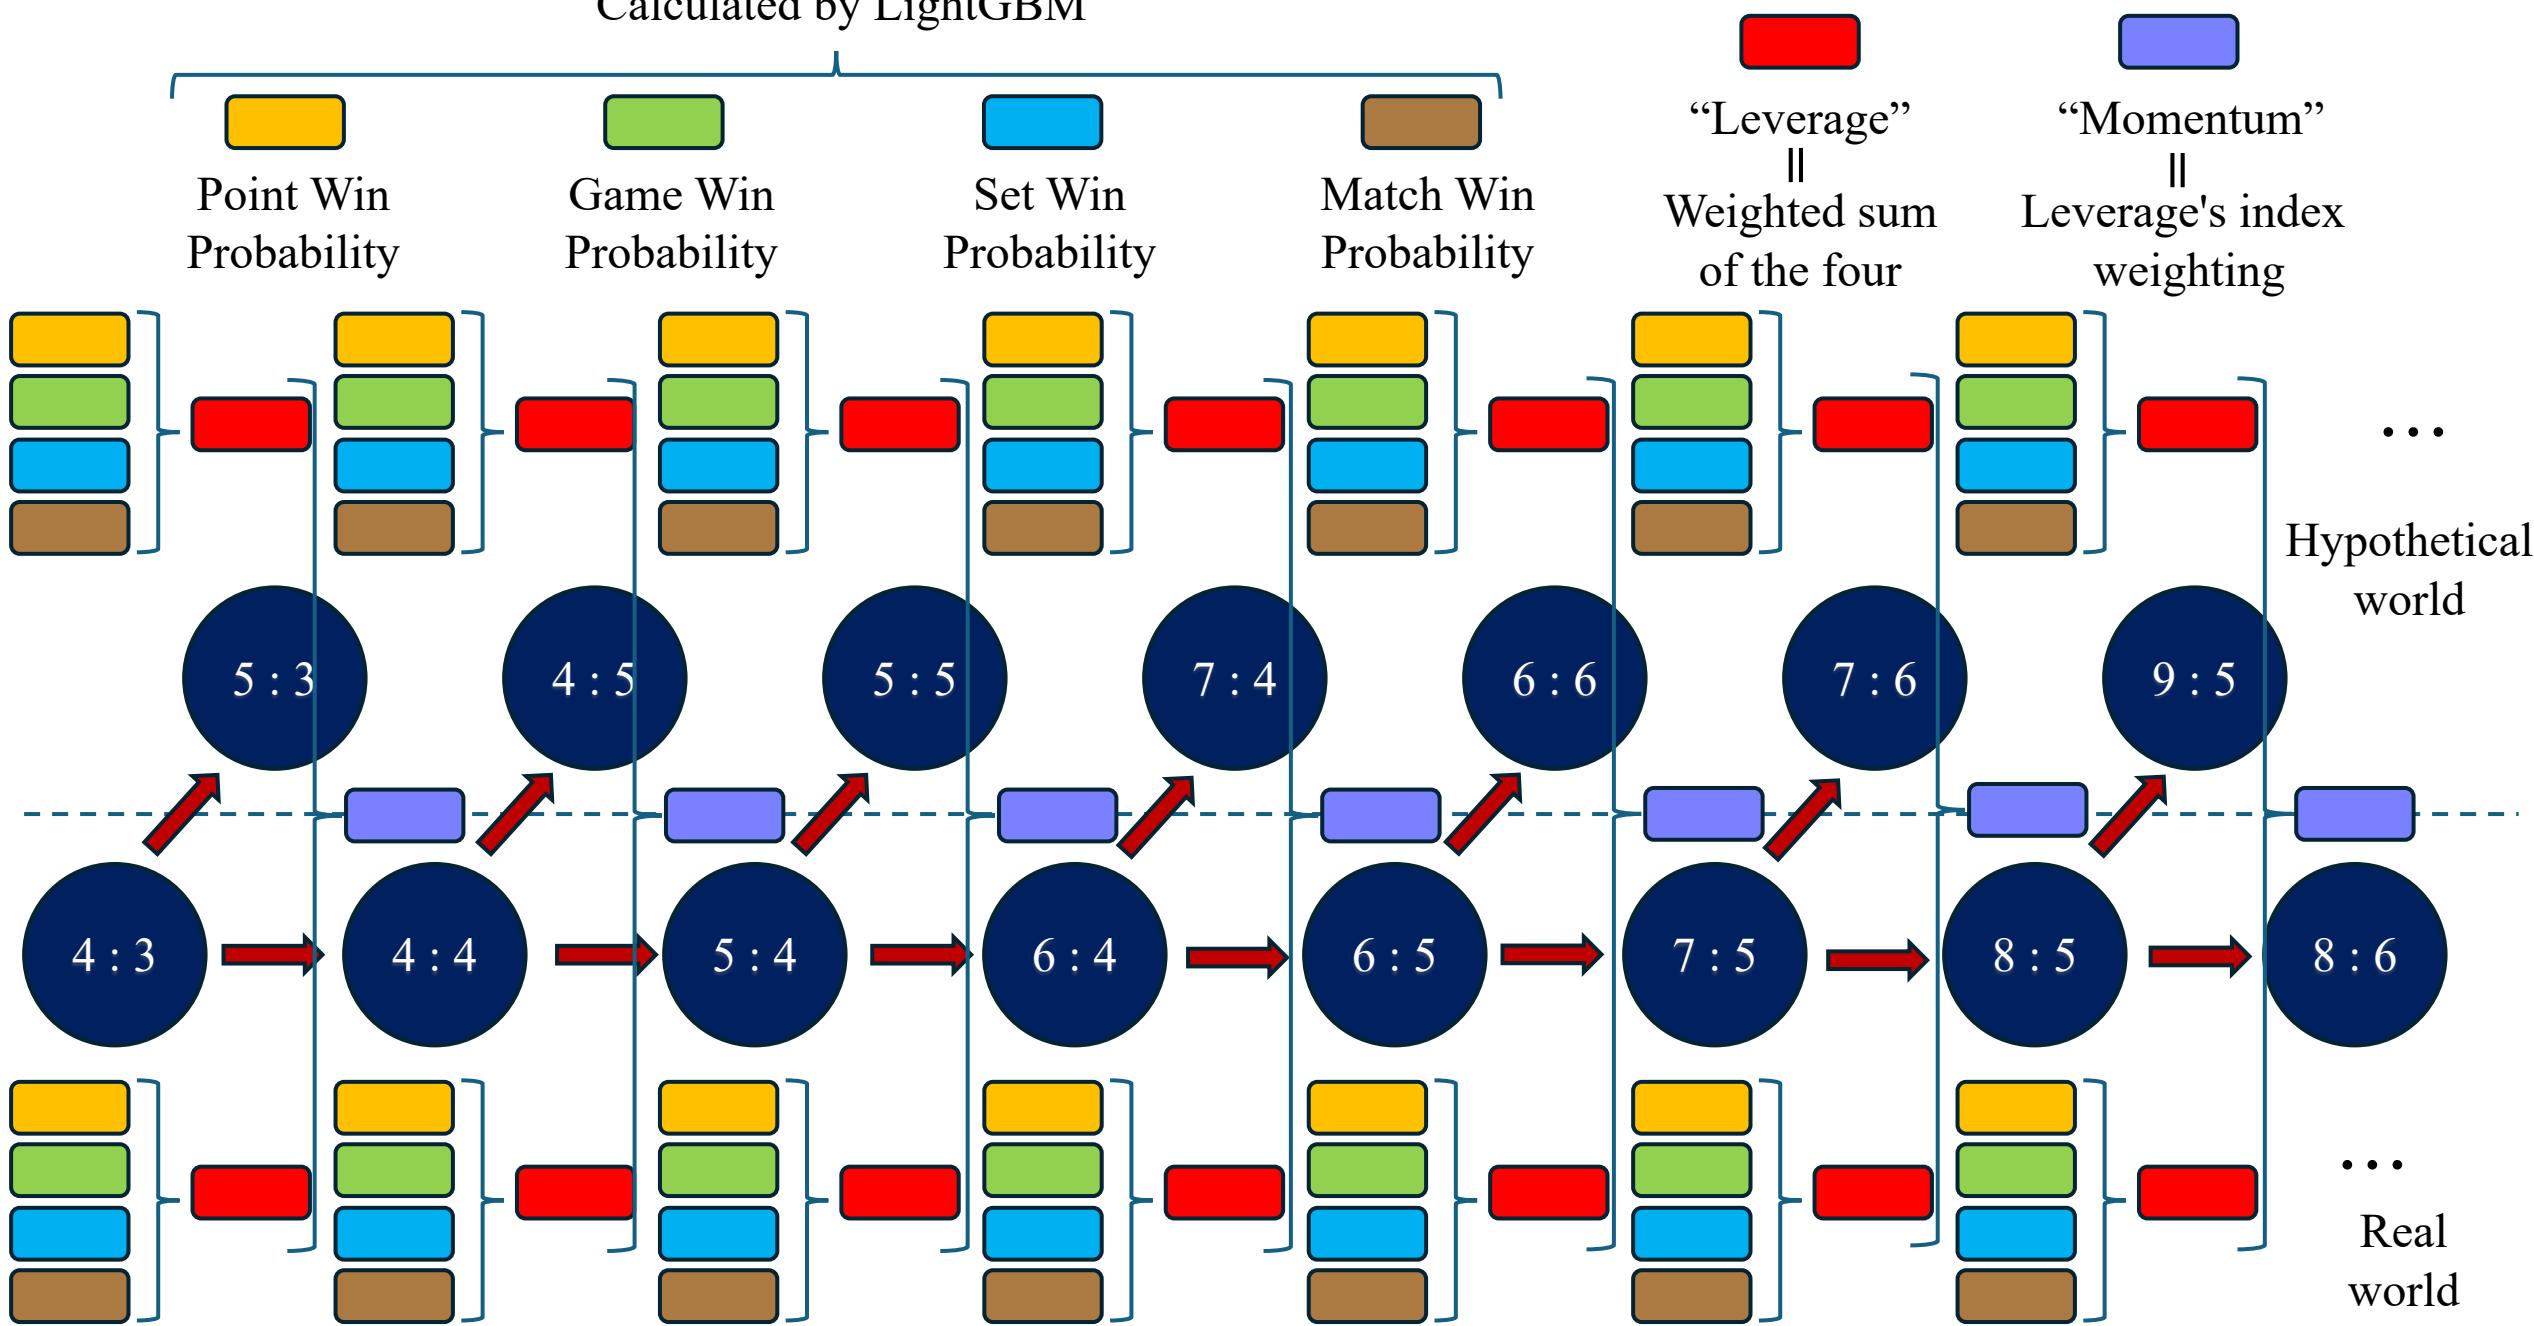 Calculated by LightGBM
Point Win
Probability
Game Win
Probability
Set Win
Probability
Match Win
Probability
“Leverage”
=
Weighted sum
of the four
“Momentum”
=
Leverage's index
weighting
...
Hypothetical
world
5 : 3
4 : 5
5 : 5
7 : 4
6 : 6
7 : 6
9 : 5
4 : 3
4 : 4
5 : 4
6 : 4
6 : 5
7 : 5
8 : 5
8 : 6
...
Real
world